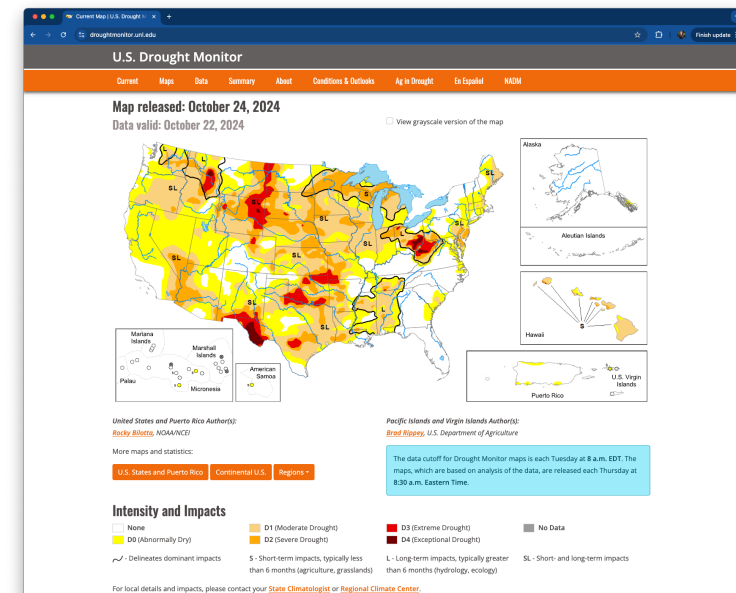 Current Map | U.S. Drought M
droughtmonitor.unl.edu
Finish update
U.S. Drought Monitor
Current Maps Data Summary About Conditions & Outlooks Ag in Drought En Español NADM
Map released: October 24, 2024
Data valid: October 22, 2024
View grayscale version of the map
Alaska
L
L
SL
SL
SL
S
SL
SL
L
SL
Aleutian Islands
SL
SL
L
SL
Hawaii
S
Mariana
Islands
Marshall
Islands
Palau
Micronesia
American
Samoa
U.S. Virgin
Islands
Puerto Rico
United States and Puerto Rico Author(s):
Rocky Bilotta, NOAA/NCEI
Pacific Islands and Virgin Islands Author(s):
Brad Rippey, U.S. Department of Agriculture
More maps and statistics:
U.S. States and Puerto Rico Continental U.S. Regions
The data cutoff for Drought Monitor maps is each Tuesday at 8 a.m. EDT. The
maps, which are based on analysis of the data, are released each Thursday at
8:30 a.m. Eastern Time.
Intensity and Impacts
None
D0 (Abnormally Dry)
D1 (Moderate Drought)
D2 (Severe Drought)
D3 (Extreme Drought)
D4 (Exceptional Drought)
No Data
- Delineates dominant impacts
S - Short-term impacts, typically less
than 6 months (agriculture, grasslands)
L - Long-term impacts, typically greater
than 6 months (hydrology, ecology)
SL - Short- and long-term impacts
For local details and impacts, please contact your State Climatologist or Regional Climate Center.